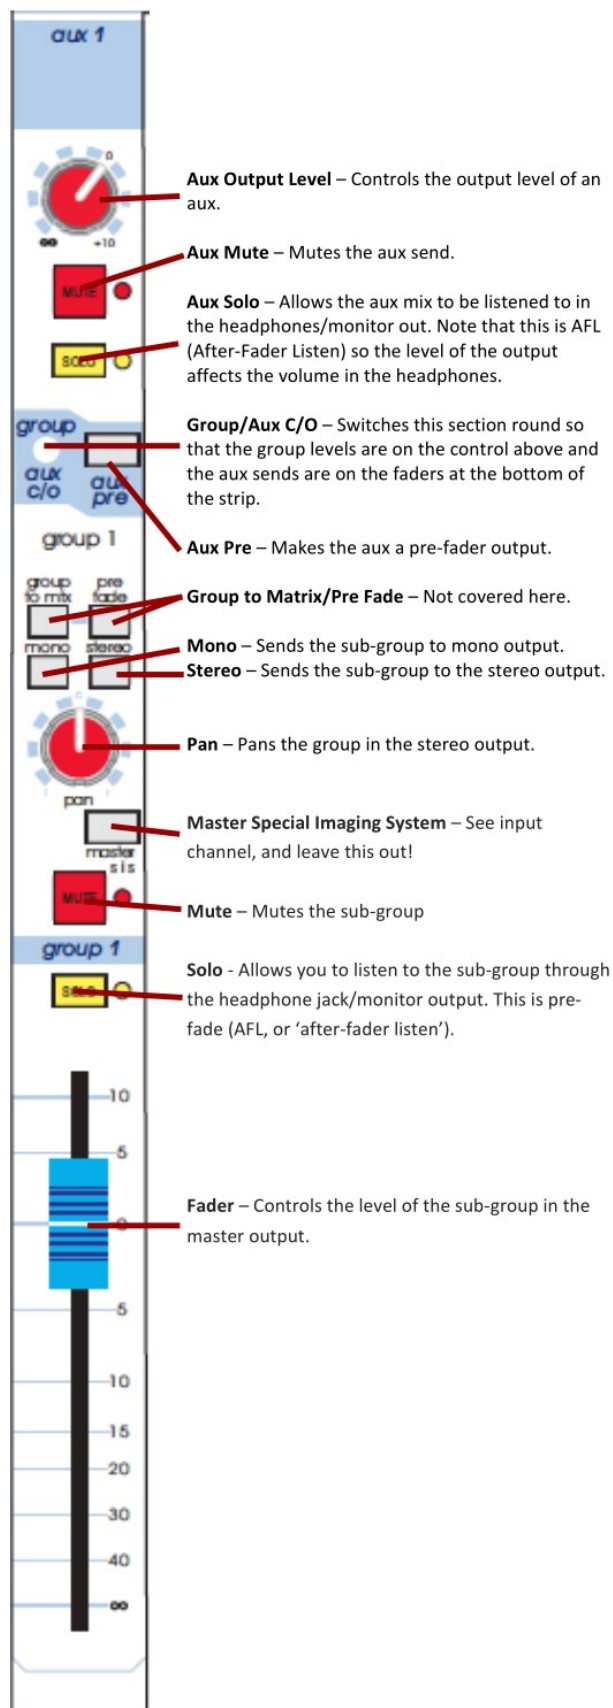 aux 1
0
∞ +10
MUTE
SOLO
group
aux
c/o
aux
pre
group 1
group
to mix
pre
fade
mono stereo
C
pan
master
sis
MUTE
group 1
SOLO
10
5
0
5
10
15
20
30
40
∞
Aux Output Level – Controls the output level of an
aux.
Aux Mute – Mutes the aux send.
Aux Solo – Allows the aux mix to be listened to in
the headphones/monitor out. Note that this is AFL
(After-Fader Listen) so the level of the output
affects the volume in the headphones.
Group/Aux C/O – Switches this section round so
that the group levels are on the control above and
the aux sends are on the faders at the bottom of
the strip.
Aux Pre – Makes the aux a pre-fader output.
Group to Matrix/Pre Fade – Not covered here.
Mono – Sends the sub-group to mono output.
Stereo – Sends the sub-group to the stereo output.
Pan – Pans the group in the stereo output.
Master Special Imaging System – See input
channel, and leave this out!
Mute – Mutes the sub-group
Solo - Allows you to listen to the sub-group through
the headphone jack/monitor output. This is pre-
fade (AFL, or ‘after-fader listen’).
Fader – Controls the level of the sub-group in the
master output.